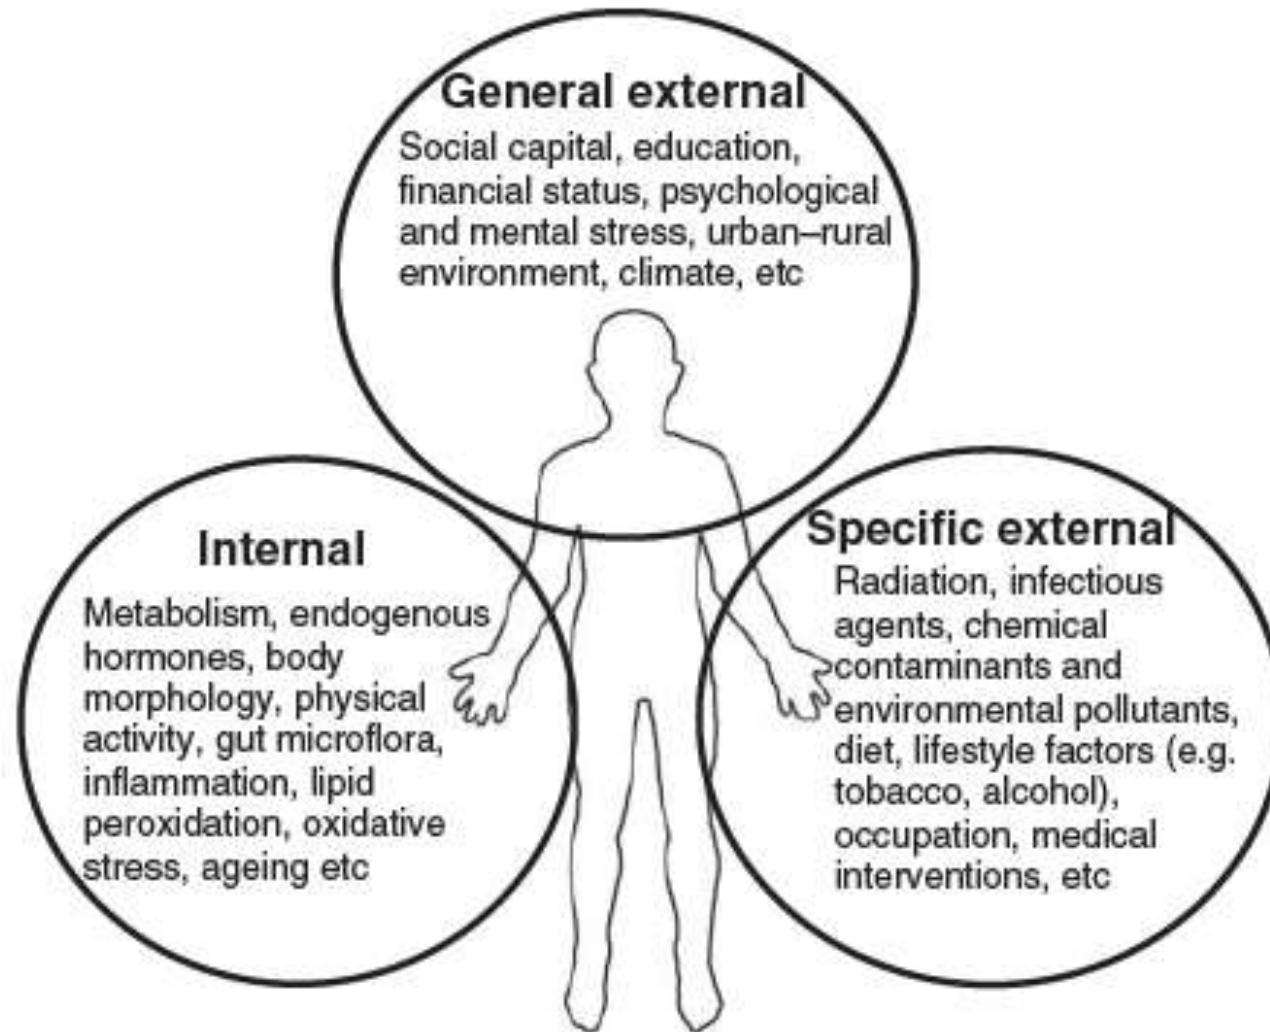 General external
Social capital, education,
financial status, psychological
and mental stress, urban–rural
environment, climate, etc
Internal
Metabolism, endogenous
hormones, body
morphology, physical
activity, gut microflora,
inflammation, lipid
peroxidation, oxidative
stress, ageing etc
Specific external
Radiation, infectious
agents, chemical
contaminants and
environmental pollutants,
diet, lifestyle factors (e.g.
tobacco, alcohol),
occupation, medical
interventions, etc